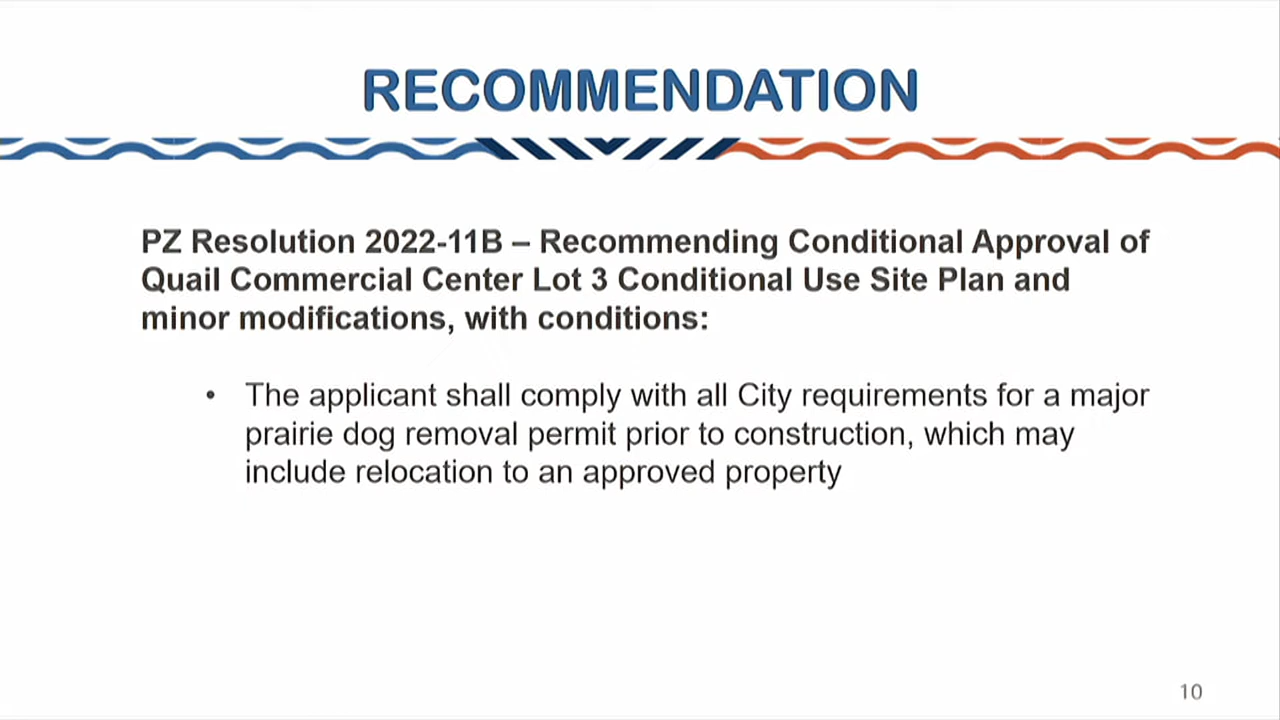 RECOMMENDATION
PZ Resolution 2022-11B – Recommending Conditional Approval of
Quail Commercial Center Lot 3 Conditional Use Site Plan and
minor modifications, with conditions:
• The applicant shall comply with all City requirements for a major
prairie dog removal permit prior to construction, which may
include relocation to an approved property
10